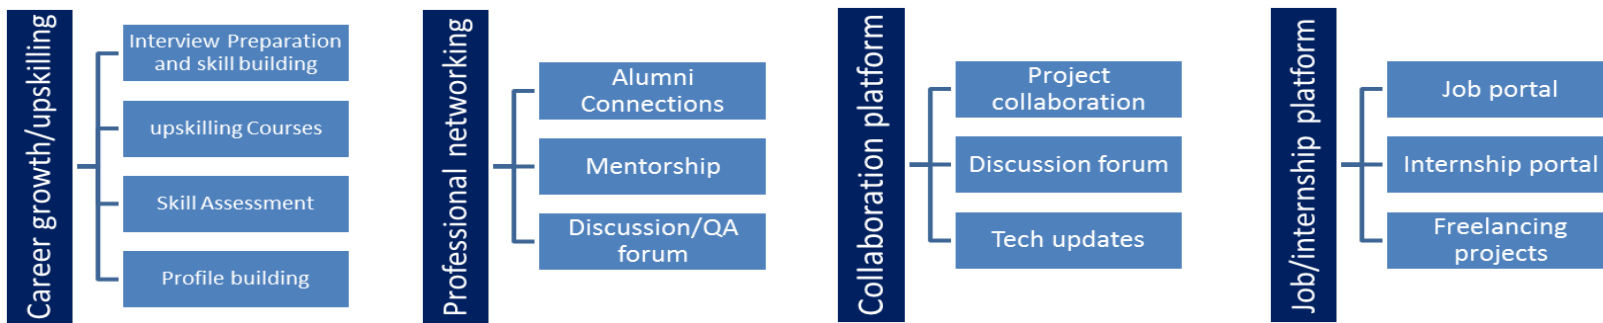 Career growth/upskilling
Interview Preparation
and skill building
upskilling Courses
Skill Assessment
Profile building
Professional networking
Alumni
Connections
Mentorship
Discussion/QA
forum
Collaboration platform
Project
collaboration
Discussion forum
Tech updates
Job/internship platform
Job portal
Internship portal
Freelancing
projects